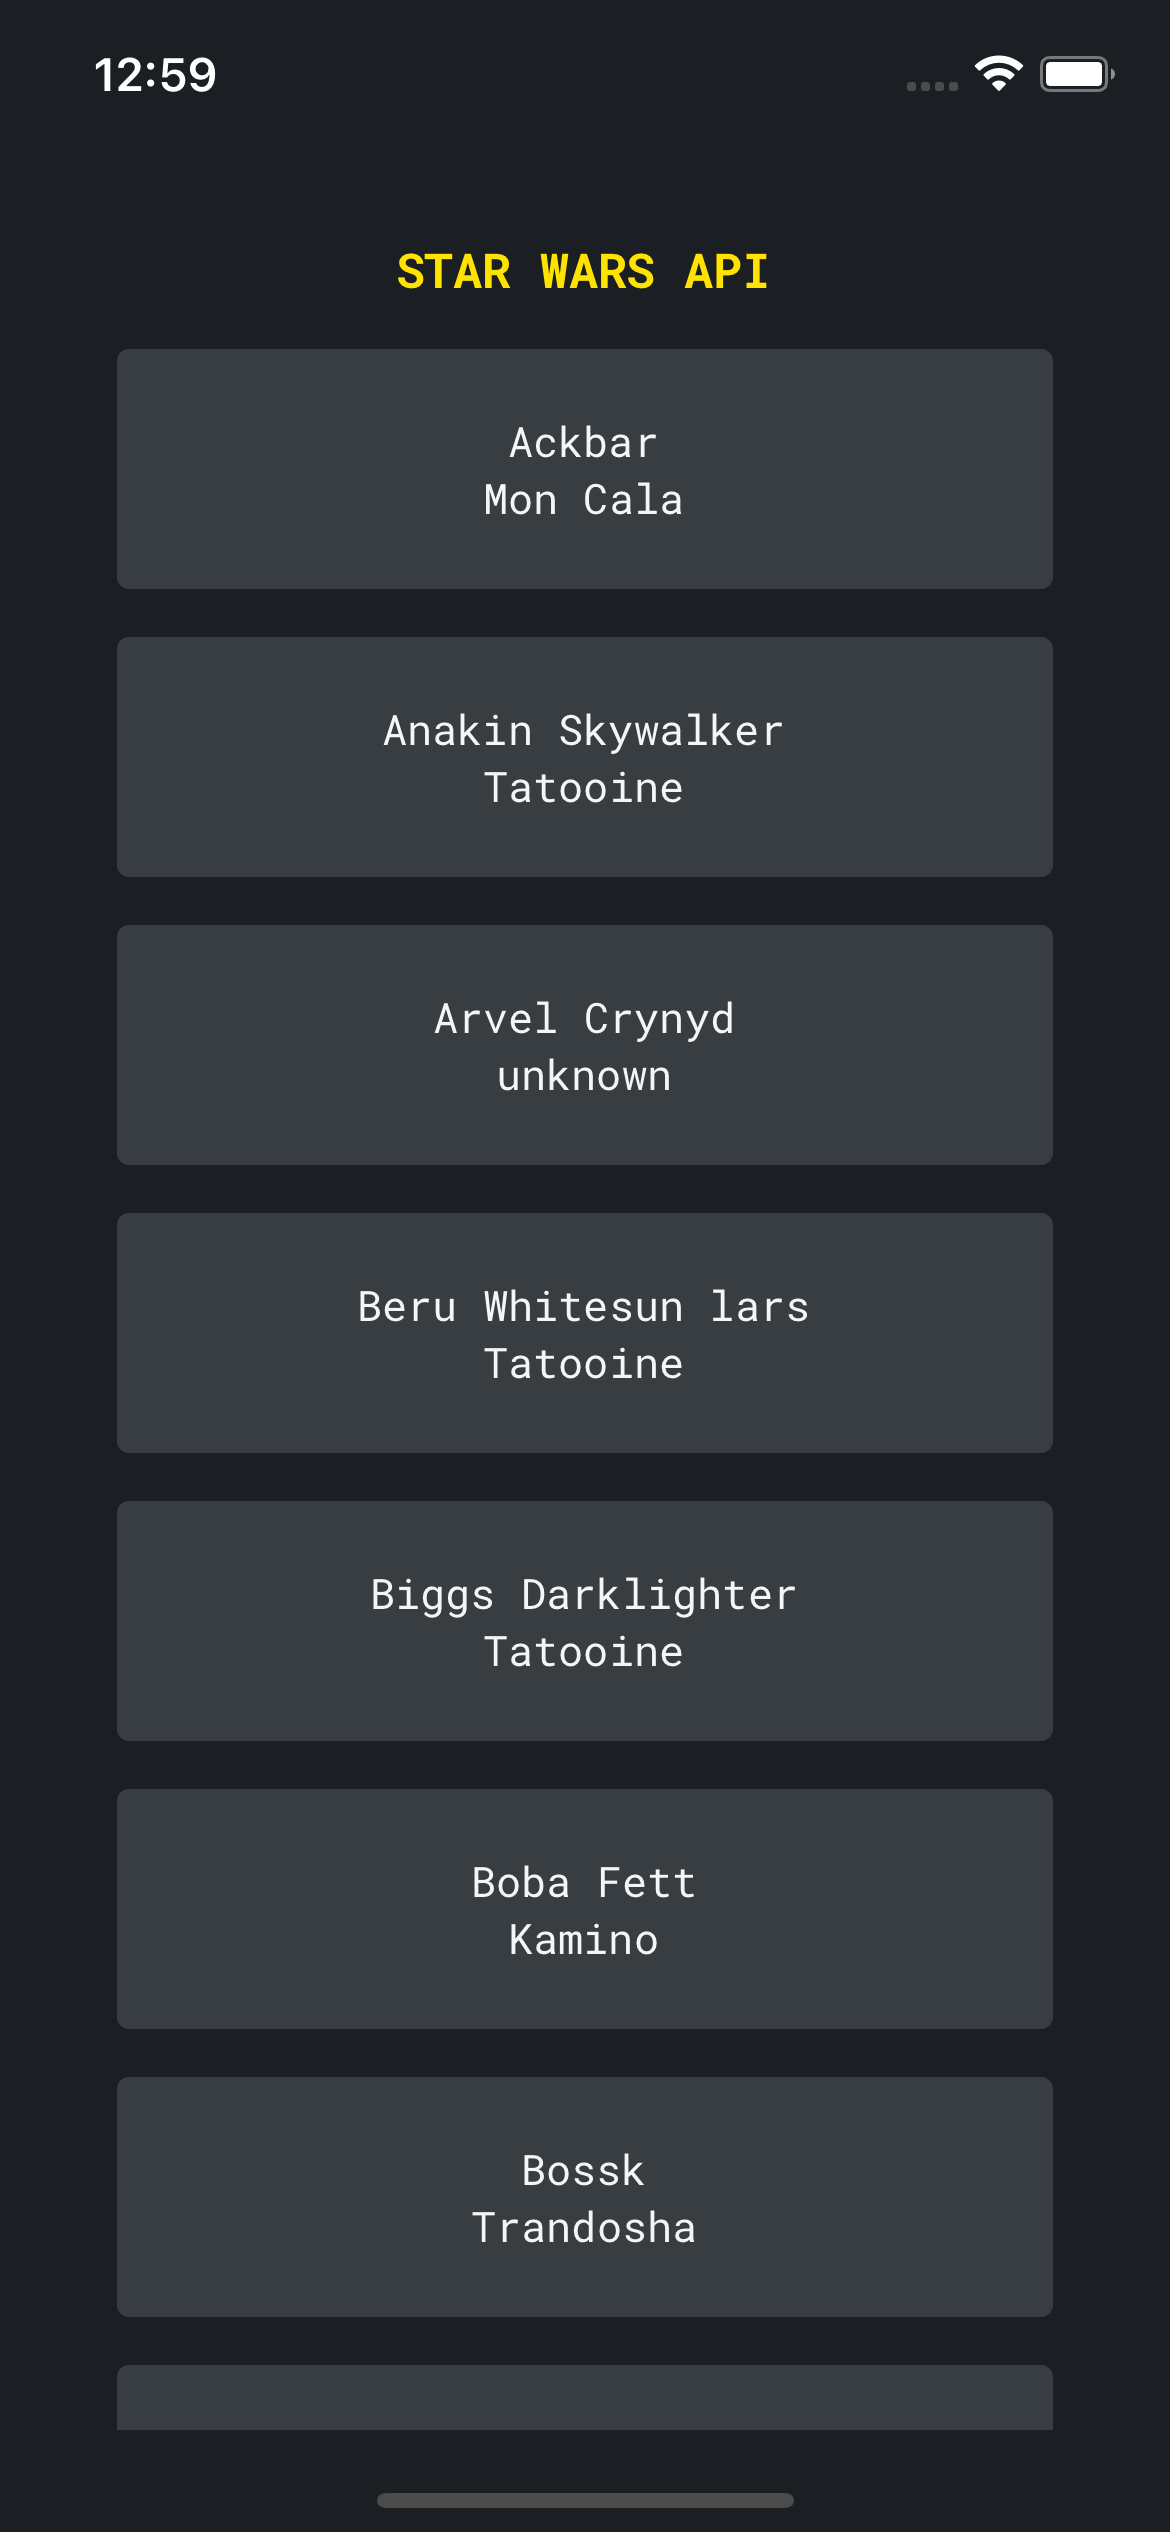 12:59
STAR WARS API
Ackbar
Mon Cala
Anakin Skywalker
Tatooine
Arvel Crynyd
unknown
Beru Whitesun lars
Tatooine
Biggs Darklighter
Tatooine
Boba Fett
Kamino
Bossk
Trandosha